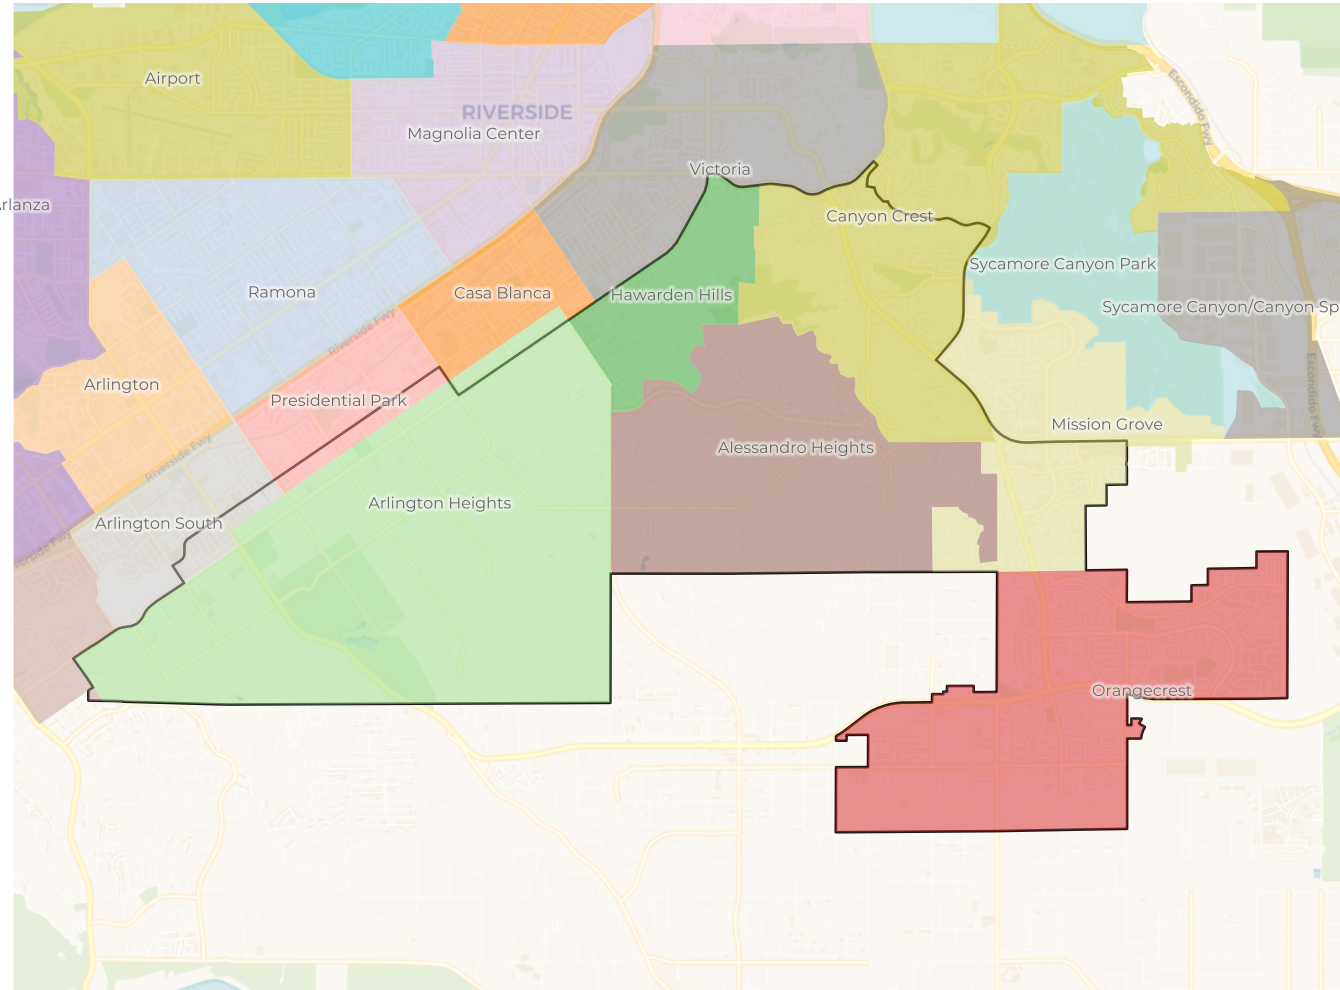 Airport
Escondido Fwy
RIVERSIDE
Magnolia Center
Victoria
rlanza
Canyon Crest
Sycamore Canyon Park
Ramona
Casa Blanca
Hawarden Hills
Sycamore Canyon/Canyon Sp
Riverside Fwy
Arlington
Presidential Park
Escondido Fwy
Mission Grove
Riverside Fwy
Alessandro Heights
Arlington Heights
Arlington South
verside Fwy
Orangecrest